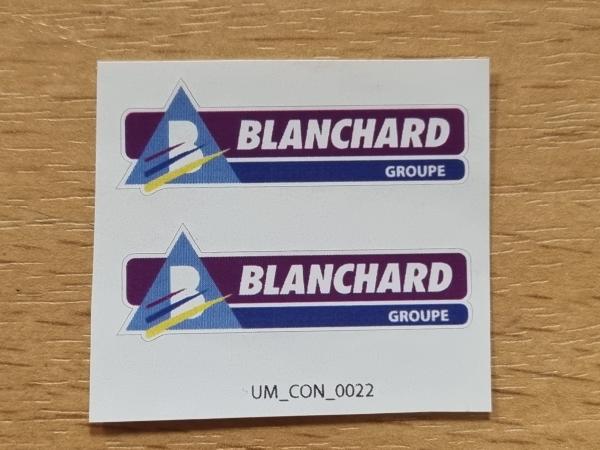 B BLANCHARD
GROUPE
B BLANCHARD
GROUPE
UM_CON_0022